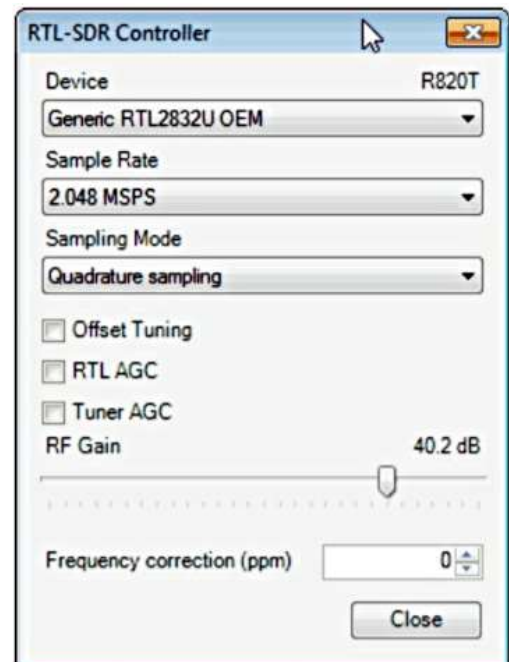 RTL-SDR Controller
Device R820T
Generic RTL2832U OEM
Sample Rate
2.048 MSPS
Sampling Mode
Quadrature sampling
Offset Tuning
RTL AGC
Tuner AGC
RF Gain 40.2 dB
Frequency correction (ppm) 0
Close